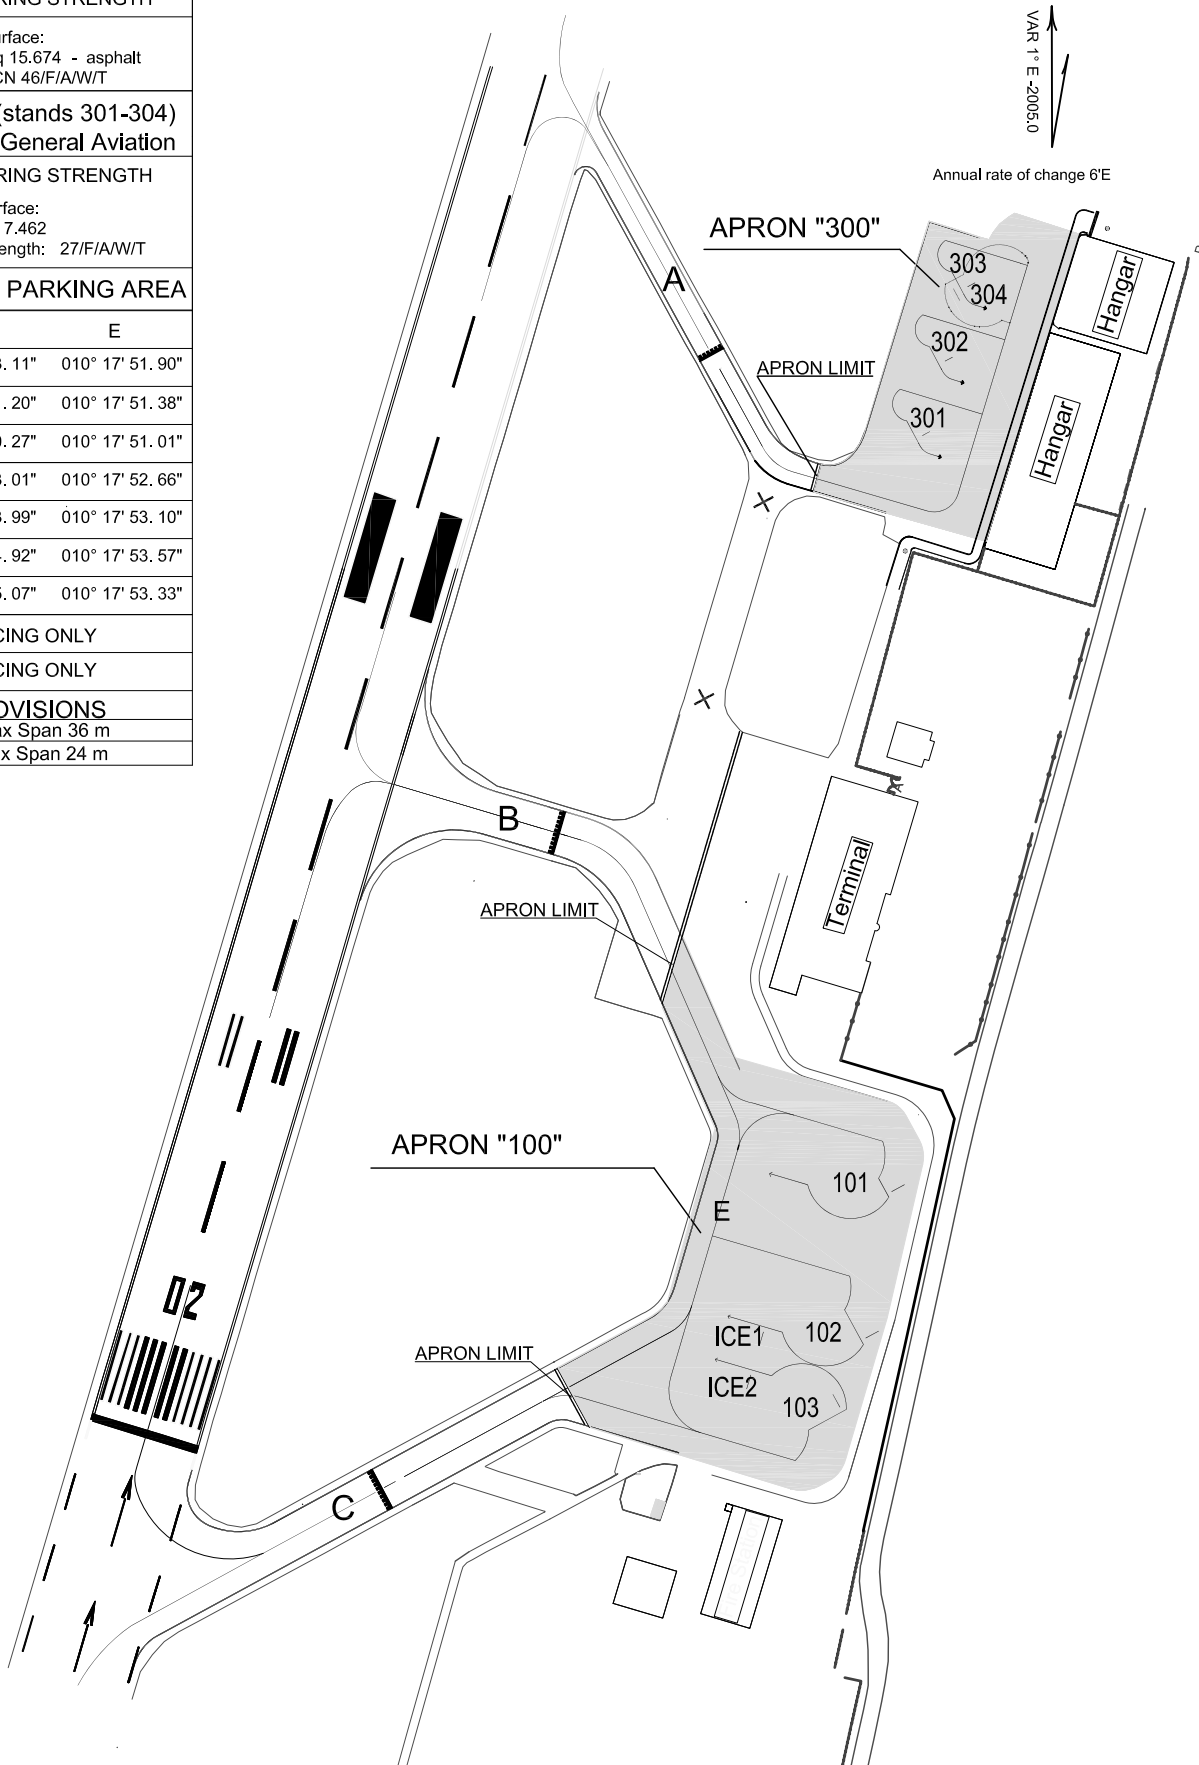 RING STRENGTH
rface:
q 15.674 - asphalt
CN 46/F/A/W/T
(stands 301-304)
General Aviation
RING STRENGTH
rface:
7.462
ength: 27/F/A/W/T
PARKING AREA
E
. 11" 010° 17' 51. 90"
. 20" 010° 17' 51. 38"
. 27" 010° 17' 51. 01"
. 01" 010° 17' 52. 66"
. 99" 010° 17' 53. 10"
. 92" 010° 17' 53. 57"
. 07" 010° 17' 53. 33"
CING ONLY
CING ONLY
OVISIONS
ax Span 36 m
x Span 24 m
VAR 1° E -2005.0
Annual rate of change 6'E
APRON "300"
303
304
302
301
Hangar
Hangar
A
APRON LIMIT
B
Terminal
APRON LIMIT
APRON "100"
101
E
02
ICE1
102
APRON LIMIT
ICE2
103
C